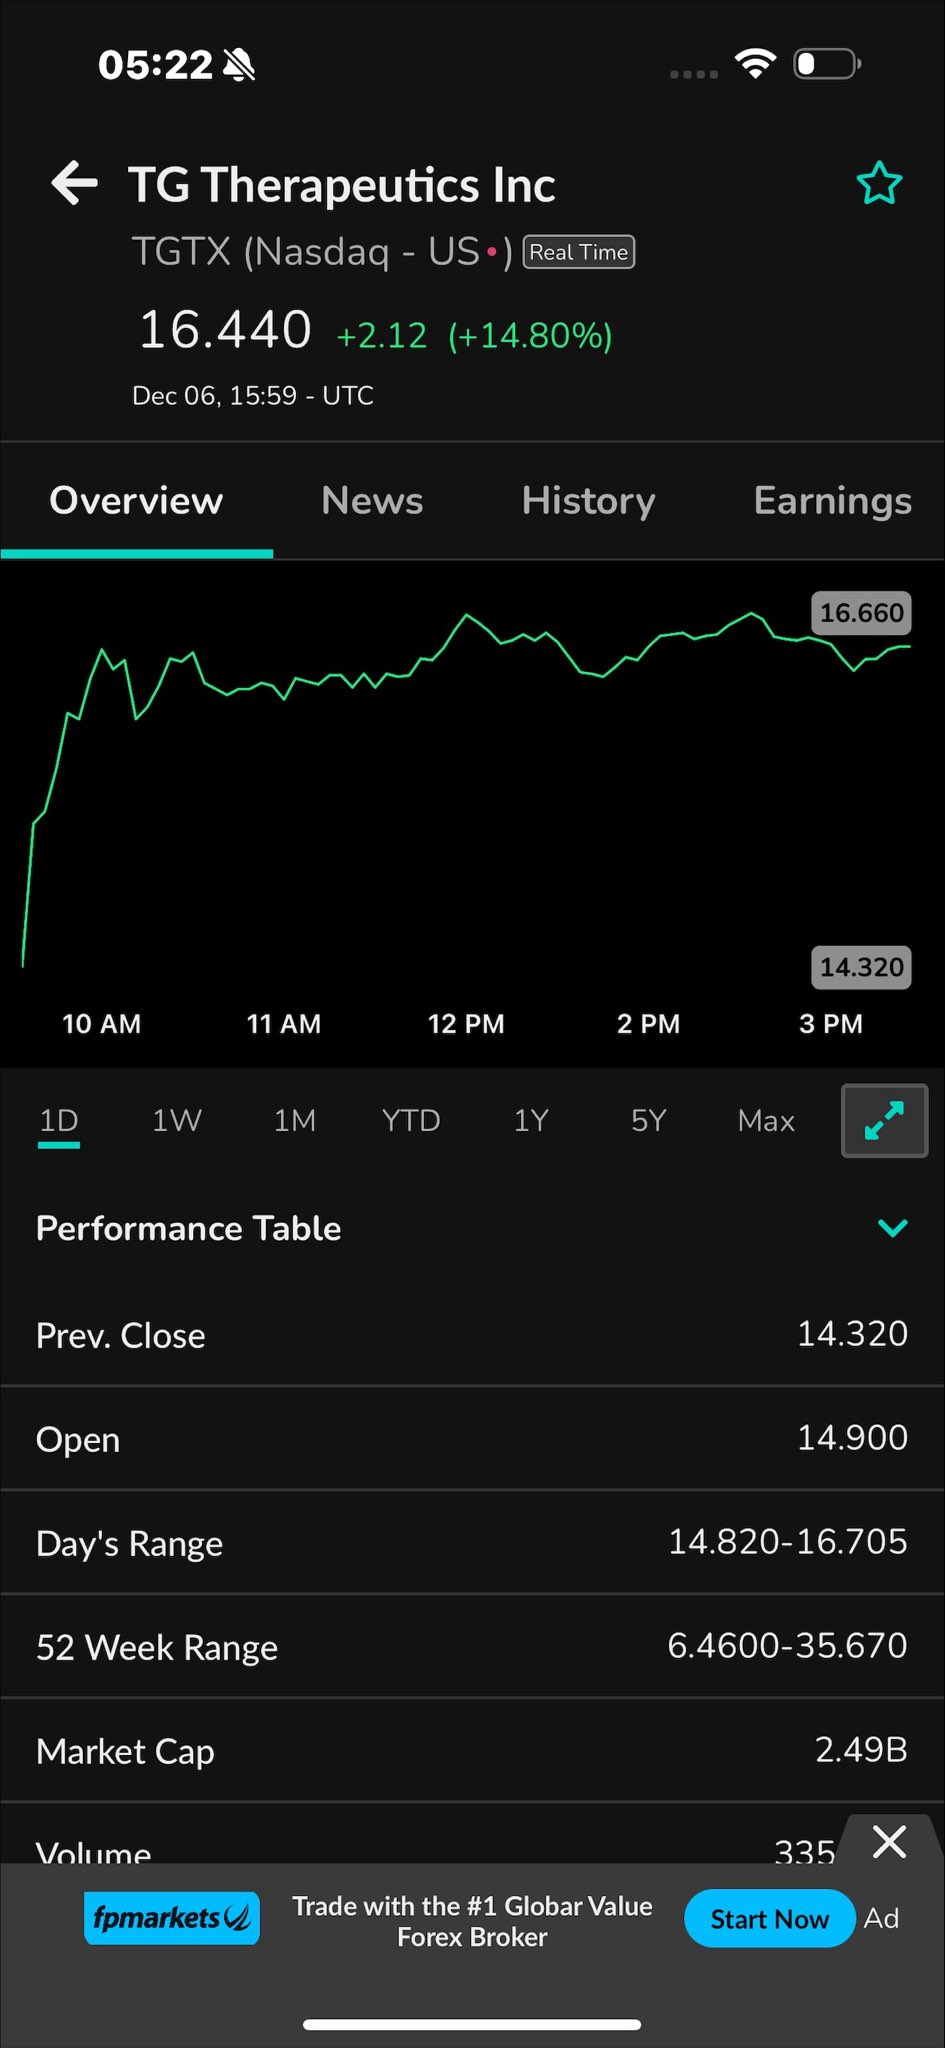 05:22
TG Therapeutics Inc
TGTX (Nasdaq - US ) Real Time
16.440 +2.12 (+14.80%)
Dec 06, 15:59 - UTC
Overview News History Earnings
16.660
14.320
10 AM 11 AM 12 PM 2 PM 3 PM
1D 1W 1M YTD 1Y 5Y Max
Performance Table
Prev. Close 14.320
Open 14.900
Day's Range 14.820-16.705
52 Week Range 6.4600-35.670
Market Cap 2.49B
Volume 335
fpmarkets Trade with the #1 Globar Value Start Now Ad
Forex Broker